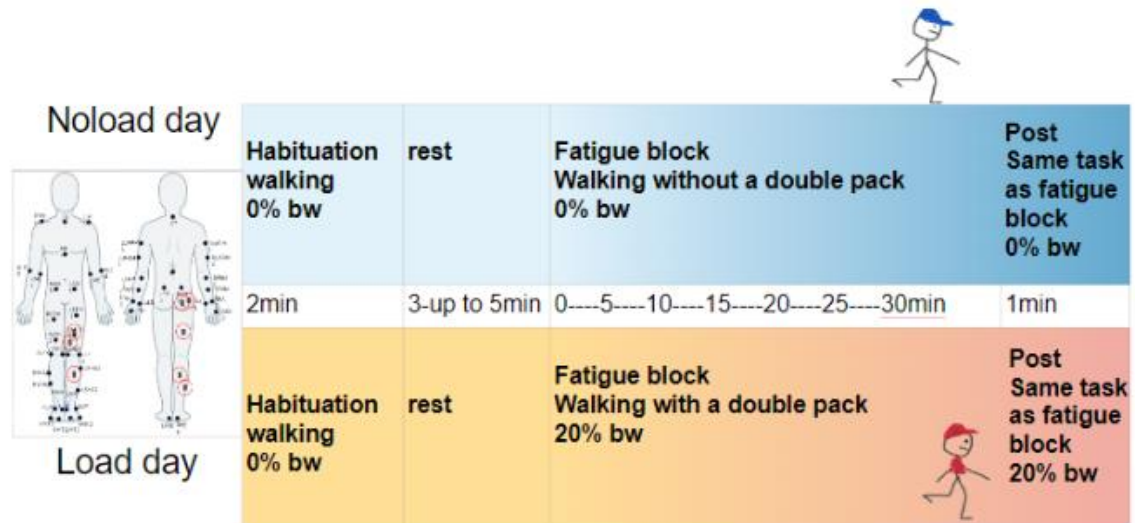 Noload day
Habituation
walking
0% bw
rest
Fatigue block
Walking without a double pack
0% bw
Post
Same task
as fatigue
block
0% bw
2min
3-up to 5min
0----5----10----15----20----25----30min
1min
Load day
Habituation
walking
0% bw
rest
Fatigue block
Walking with a double pack
20% bw
Post
Same task
as fatigue
block
20% bw